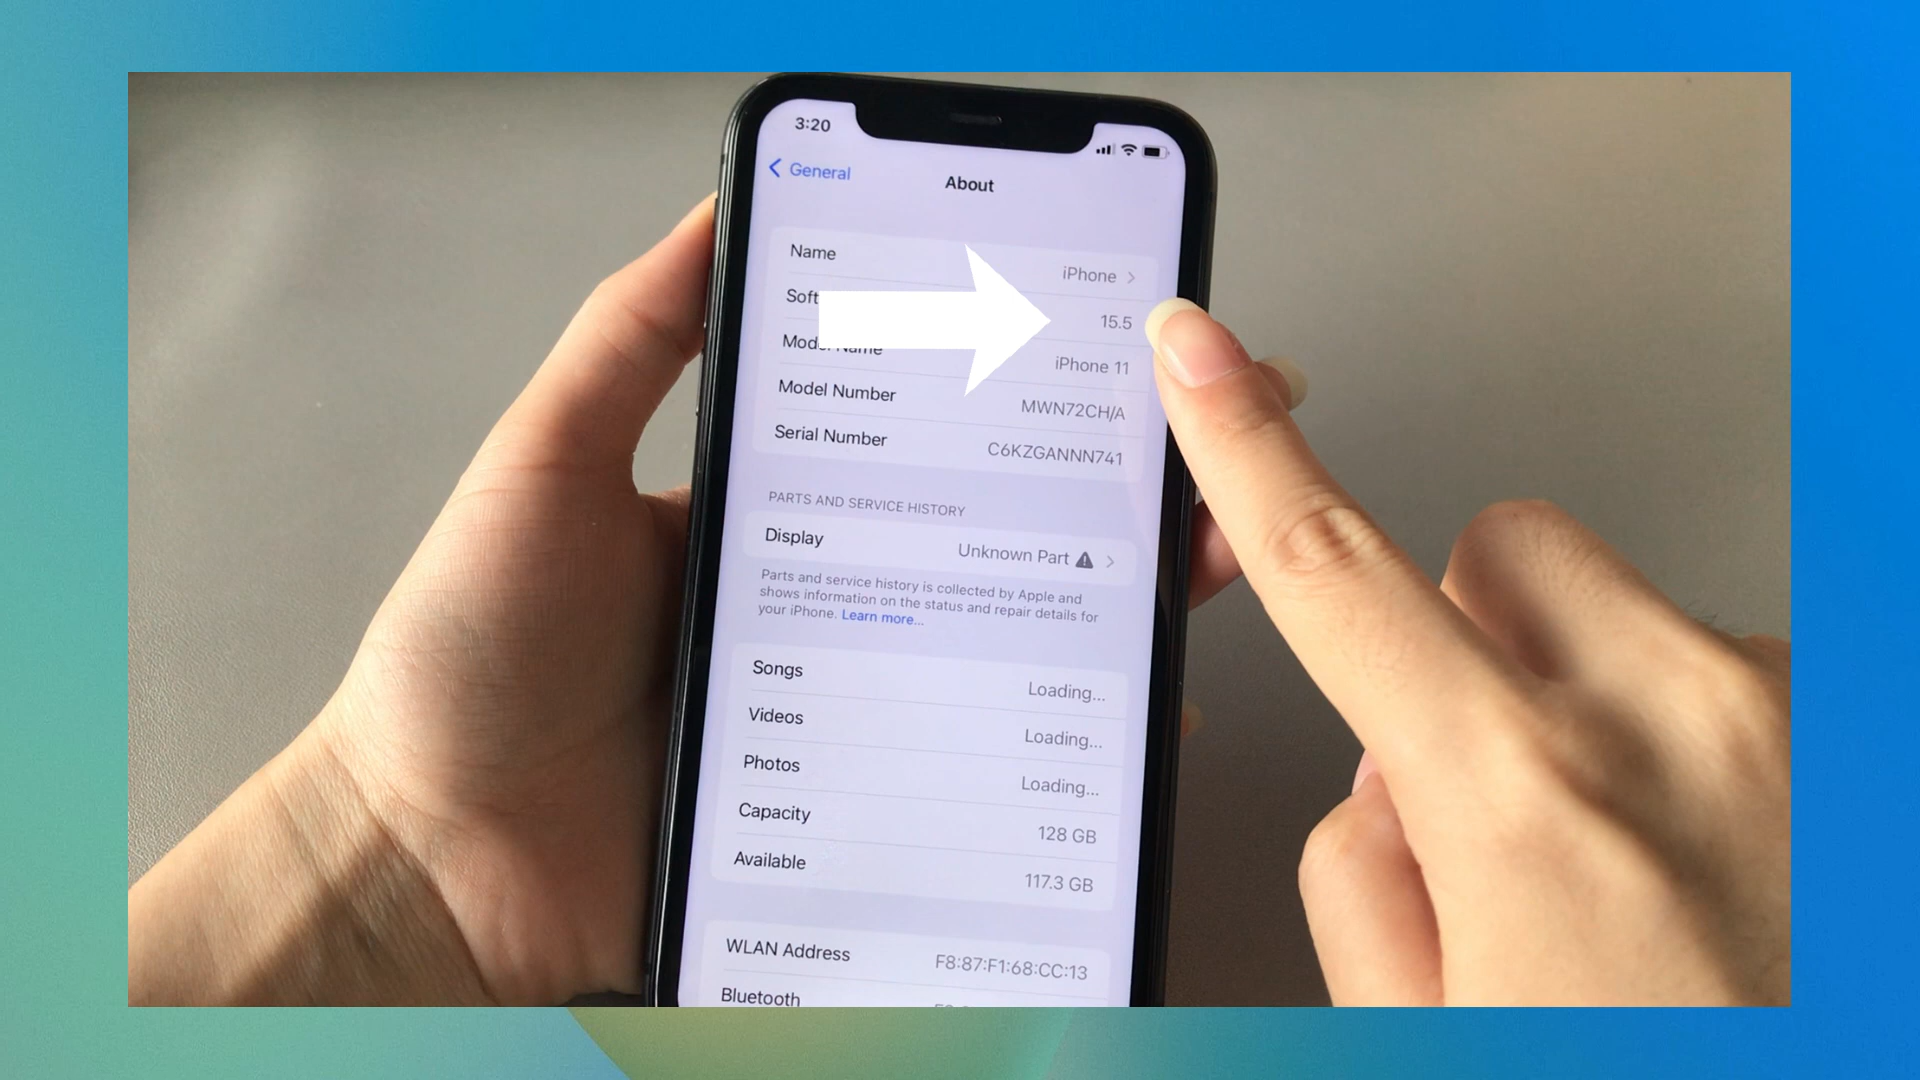 3:20
General
About
Name iPhone
Soft 15.5
Model Name iPhone 11
Model Number MWN72CH/A
Serial Number C6KZGANNN741
PARTS AND SERVICE HISTORY
Display Unknown Part
Parts and service history is collected by Apple and
shows information on the status and repair details for
your iPhone. Learn more...
Songs Loading...
Videos Loading...
Photos Loading...
Capacity 128 GB
Available 117.3 GB
WLAN Address F8:87:F1:68:CC:13
Bluetooth